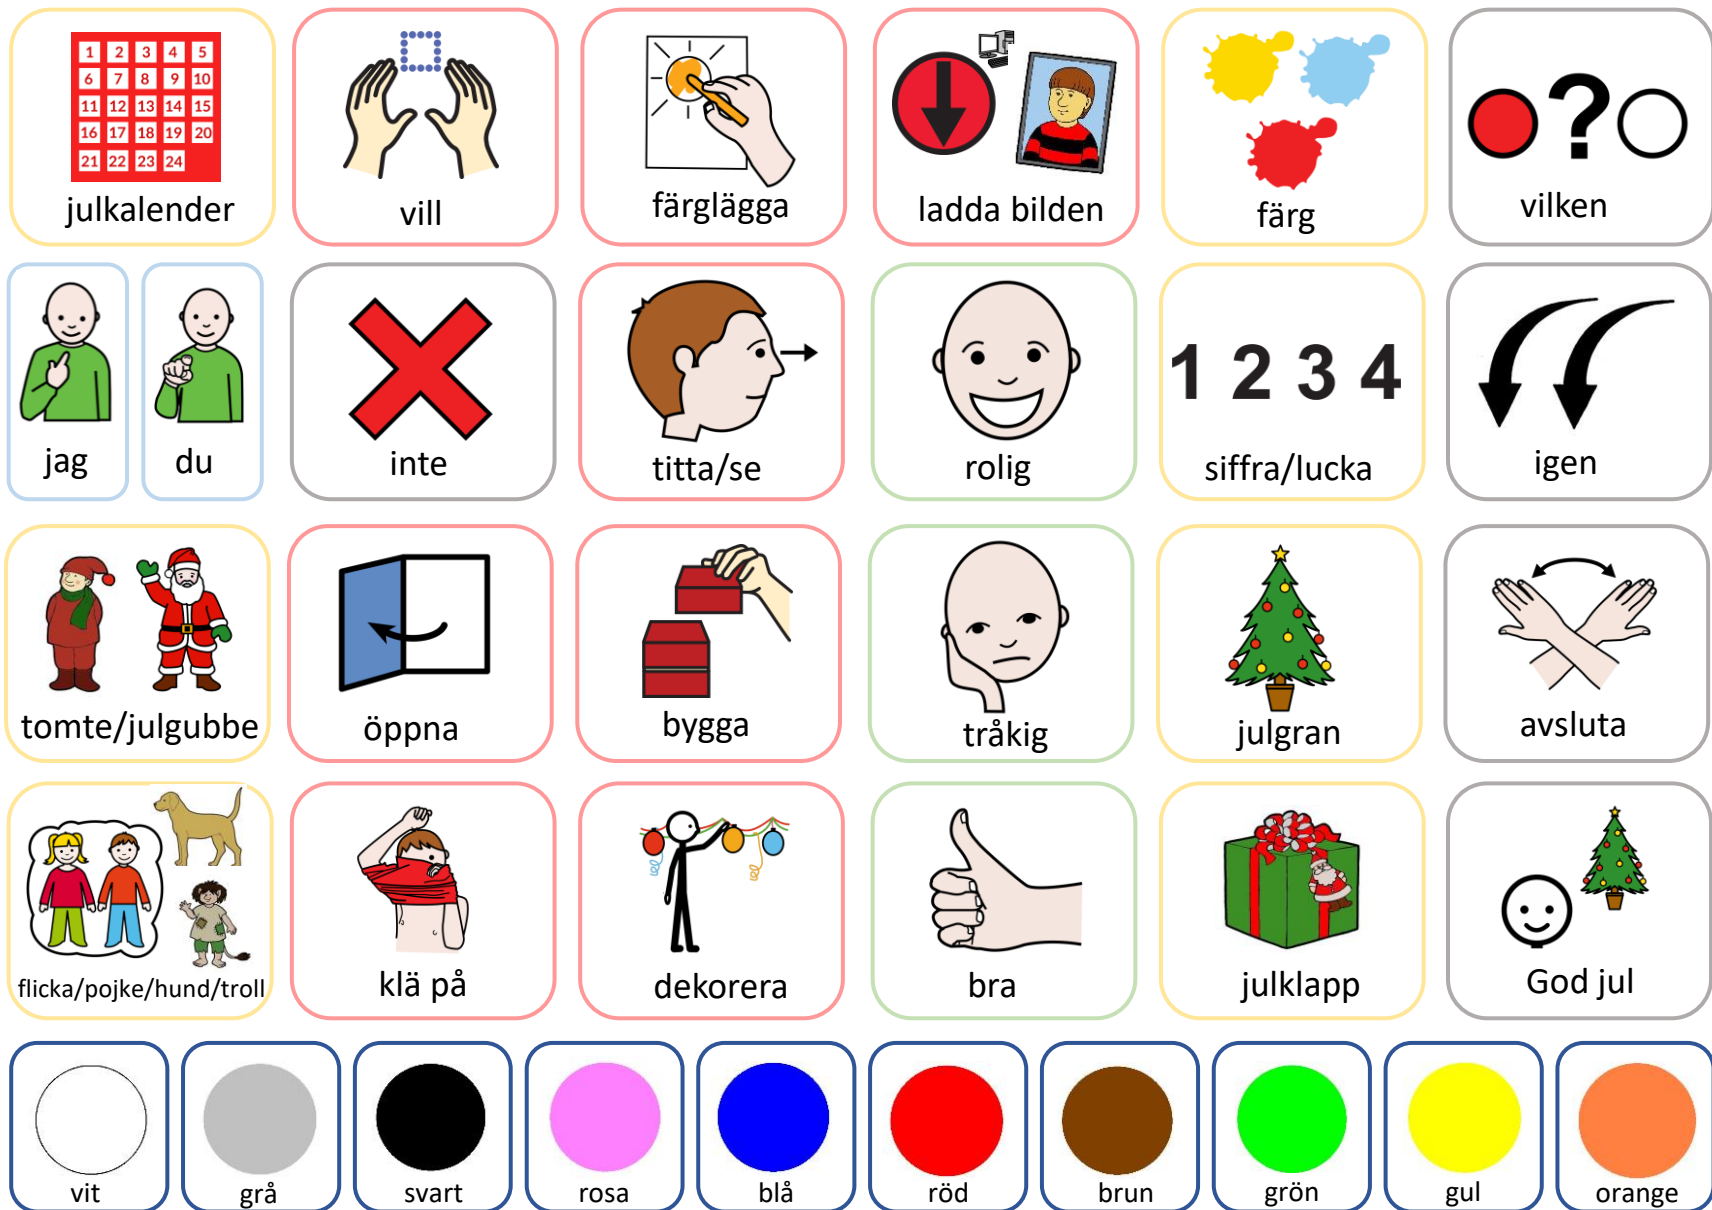 1 2 3 4 5
6 7 8 9 10
11 12 13 14 15
16 17 18 19 20
21 22 23 24
julkalender
vill
färglägga
ladda bilden
färg
?
vilken
jag
du
inte
titta/se
rolig
1 2 3 4
siffra/lucka
igen
tomte/julgubbe
öppna
bygga
tråkig
julgran
avsluta
flicka/pojke/hund/troll
klä på
dekorera
bra
julklapp
God jul
vit
grå
svart
rosa
blå
röd
brun
grön
gul
orange